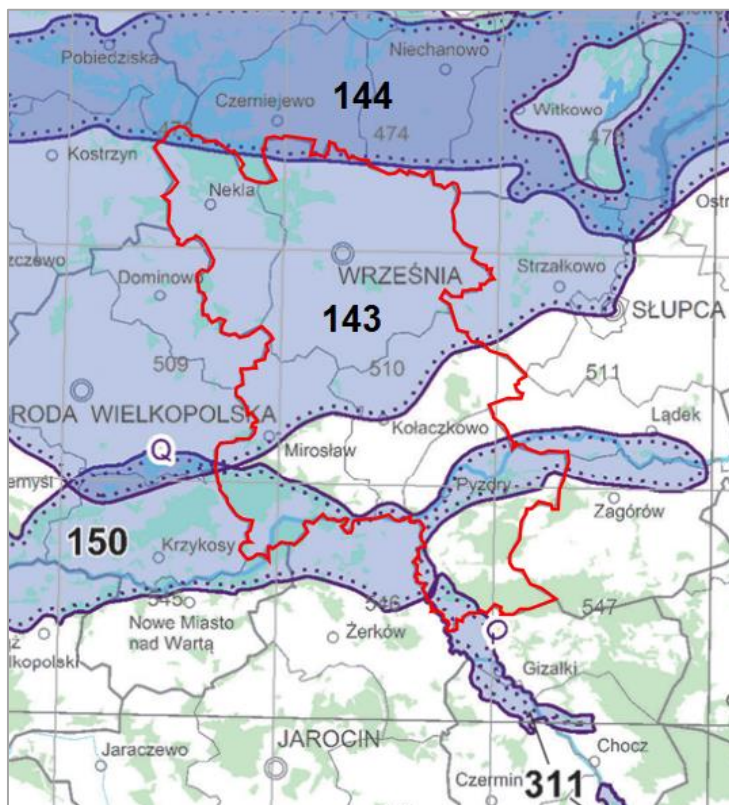 Pobiedziska
Niechanowo
Czerniejewo
144
Witkowo
474
Kostrzyn
Nekla
Ostr
WRZEŚNIA
Strzałkowo
Dominowo
143
SŁUPCA
509
510
511
RODA WIELKOPOLSKA
Kołaczkowo
Lądek
Q
Mirosław
Pyzdry
Zagórów
150
Krzykosy
545
546
547
Nowe Miasto
nad Wartą
Żerków
Q
Gizałki
JAROCIN
Jaraczewo
Chocz
Czermin
311